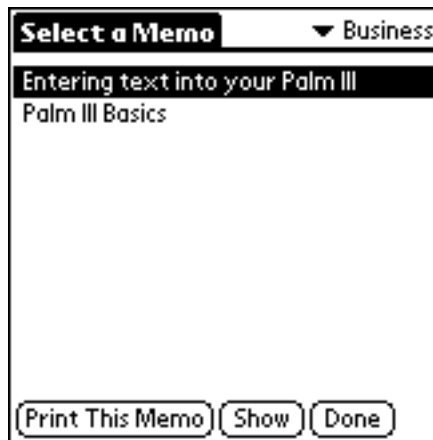 Select a Memo
Business
Entering text into your Palm III
Palm III Basics
Print This Memo
Show
Done